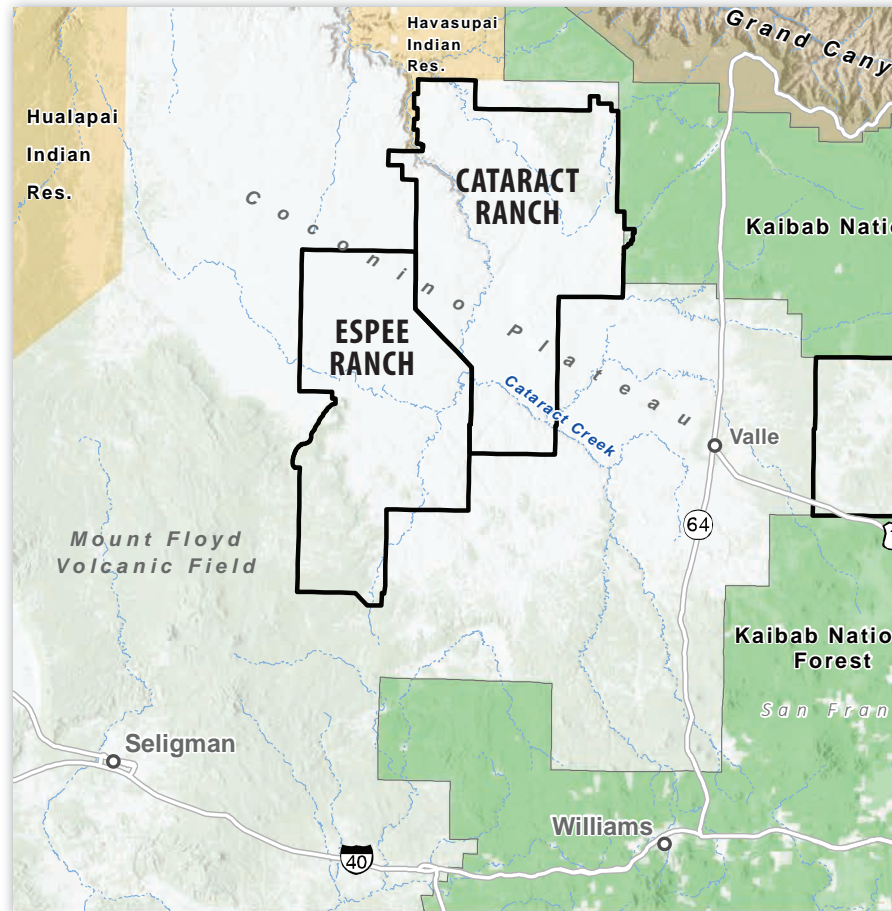 Havasupai
Indian
Res.
Grand Cany
Hualapai
Indian
Res.
CATARACT
RANCH
Coconino Plateau
Kaibab Natio
ESPEE
RANCH
Cataract Creek
Valle
64
Mount Floyd
Volcanic Field
Kaibab Natio
Forest
San Fran
Seligman
Williams
40